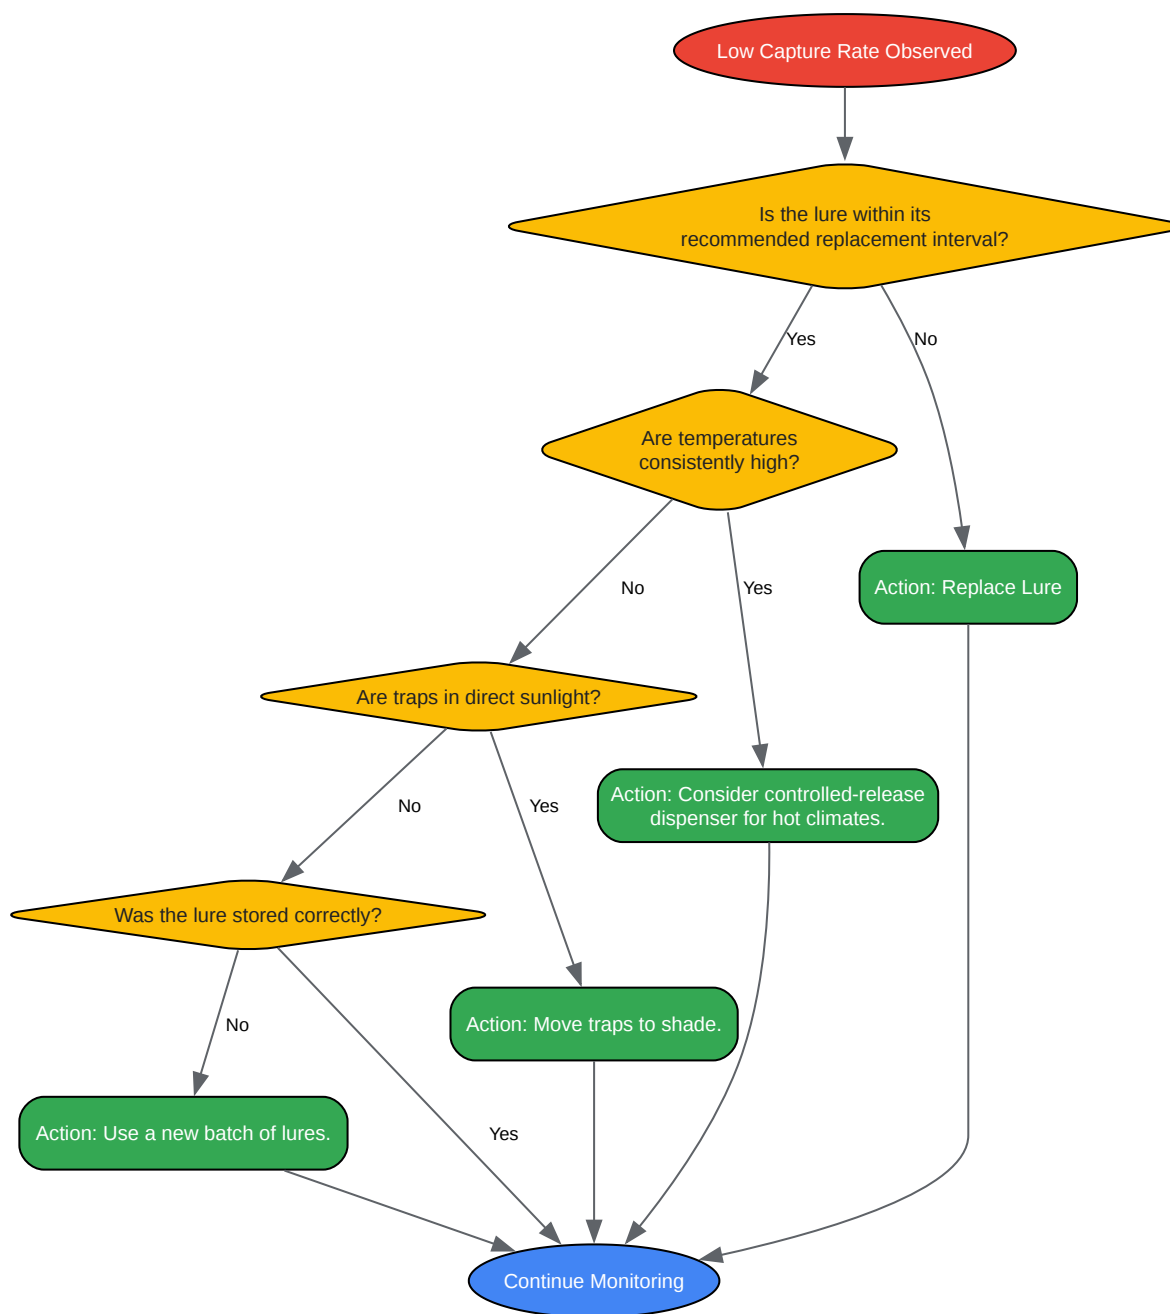 Low Capture Rate Observed
Is the lure within its
recommended replacement interval?
Yes
No
Are temperatures
consistently high?
No
Yes
Action: Replace Lure
Are traps in direct sunlight?
No
Yes
Action: Consider controlled-release
dispenser for hot climates.
Was the lure stored correctly?
No
Yes
Action: Move traps to shade.
Action: Use a new batch of lures.
Continue Monitoring